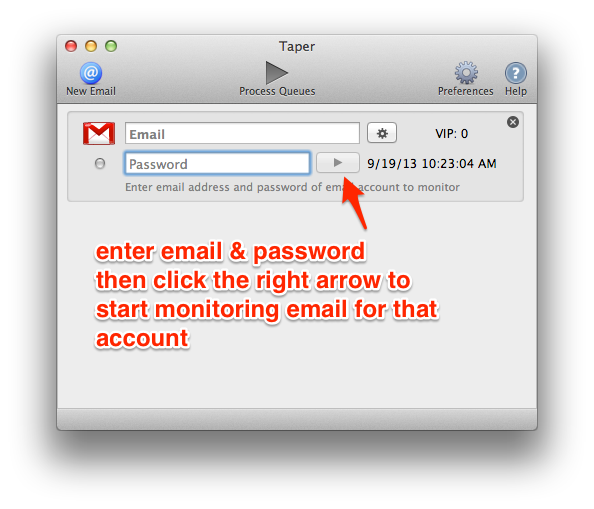 Taper
New Email
Process Queues
Preferences
Help
Email
VIP: 0
Password
9/19/13 10:23:04 AM
Enter email address and password of email account to monitor
enter email & password
then click the right arrow to
start monitoring email for that
account